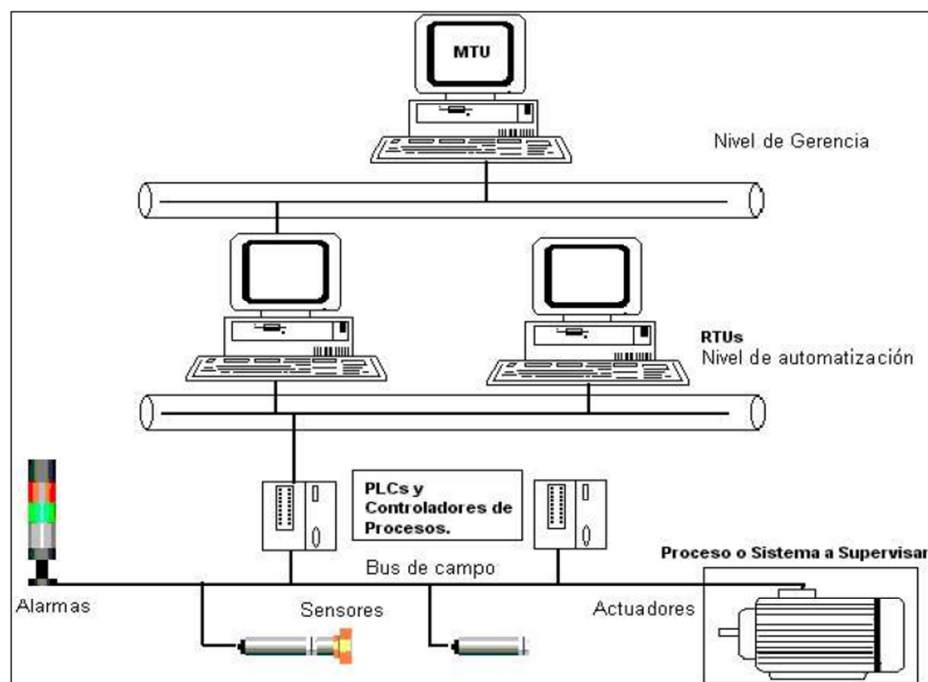 MTU
Nivel de Gerencia
RTUs
Nivel de automatización
PLCs y
Controladores de
Procesos.
Proceso o Sistema a Supervisar
Bus de campo
Alarmas
Sensores
Actuadores